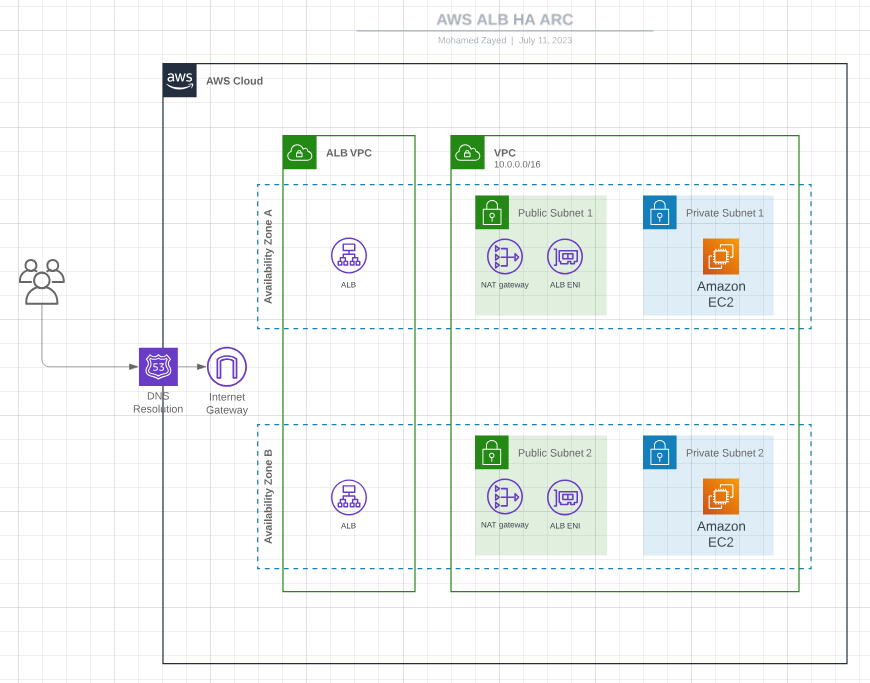 AWS ALB HA ARC
Mohamed Zayed | July 11, 2023
aws
AWS Cloud
ALB VPC
VPC
10.0.0.0/16
Availability Zone A
ALB
Public Subnet 1
NAT gateway
ALB ENI
Private Subnet 1
Amazon
EC2
53
DNS
Resolution
Internet
Gateway
Availability Zone B
ALB
Public Subnet 2
NAT gateway
ALB ENI
Private Subnet 2
Amazon
EC2